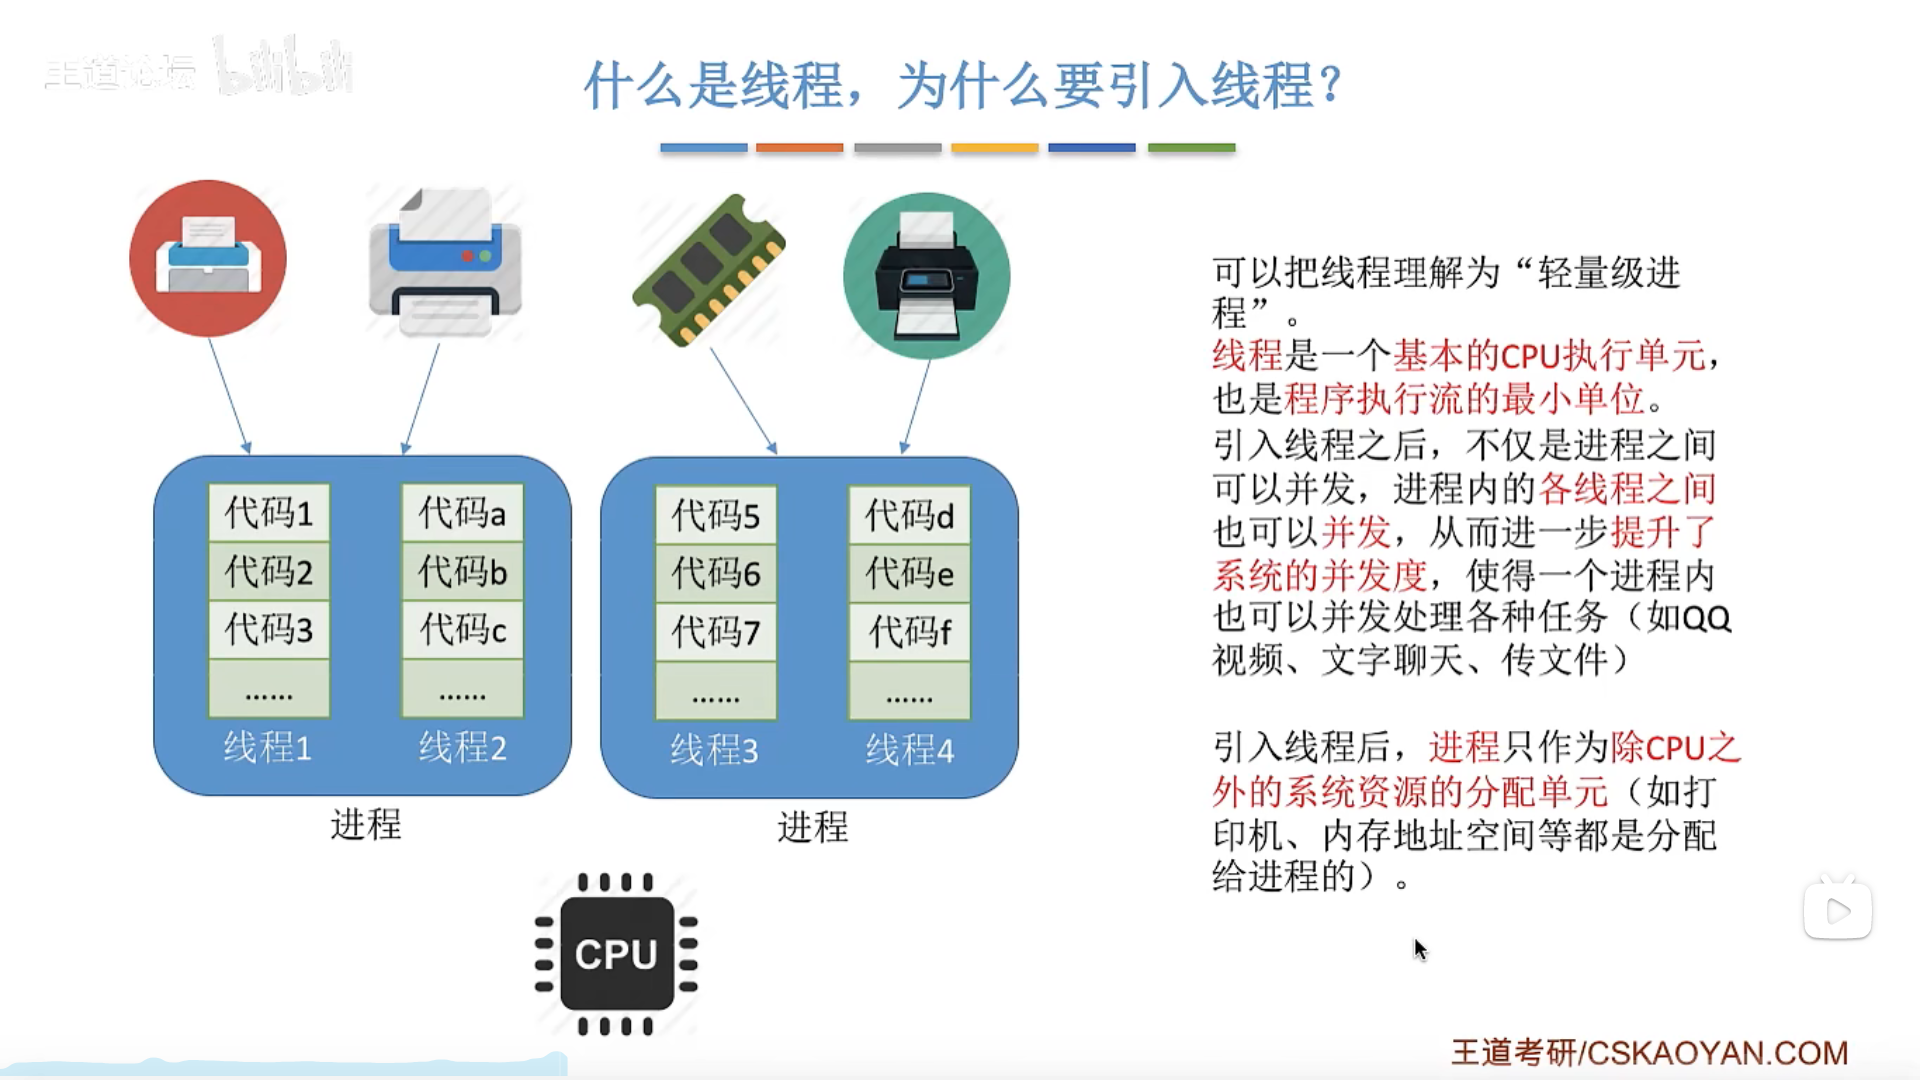 王道论坛 bilibili
什么是线程，为什么要引入线程？
可以把线程理解为“轻量级进
程”。
线程是一个基本的CPU执行单元，
也是程序执行流的最小单位。
引入线程之后，不仅是进程之间
可以并发，进程内的各线程之间
也可以并发，从而进一步提升了
系统的并发度，使得一个进程内
也可以并发处理各种任务（如QQ
视频、文字聊天、传文件）
引入线程后，进程只作为除CPU之
外的系统资源的分配单元（如打
印机、内存地址空间等都是分配
给进程的）。
代码1
代码2
代码3
……
线程1
代码a
代码b
代码c
……
线程2
进程
代码5
代码6
代码7
……
线程3
代码d
代码e
代码f
……
线程4
进程
CPU
王道考研/CSKAOYAN.COM